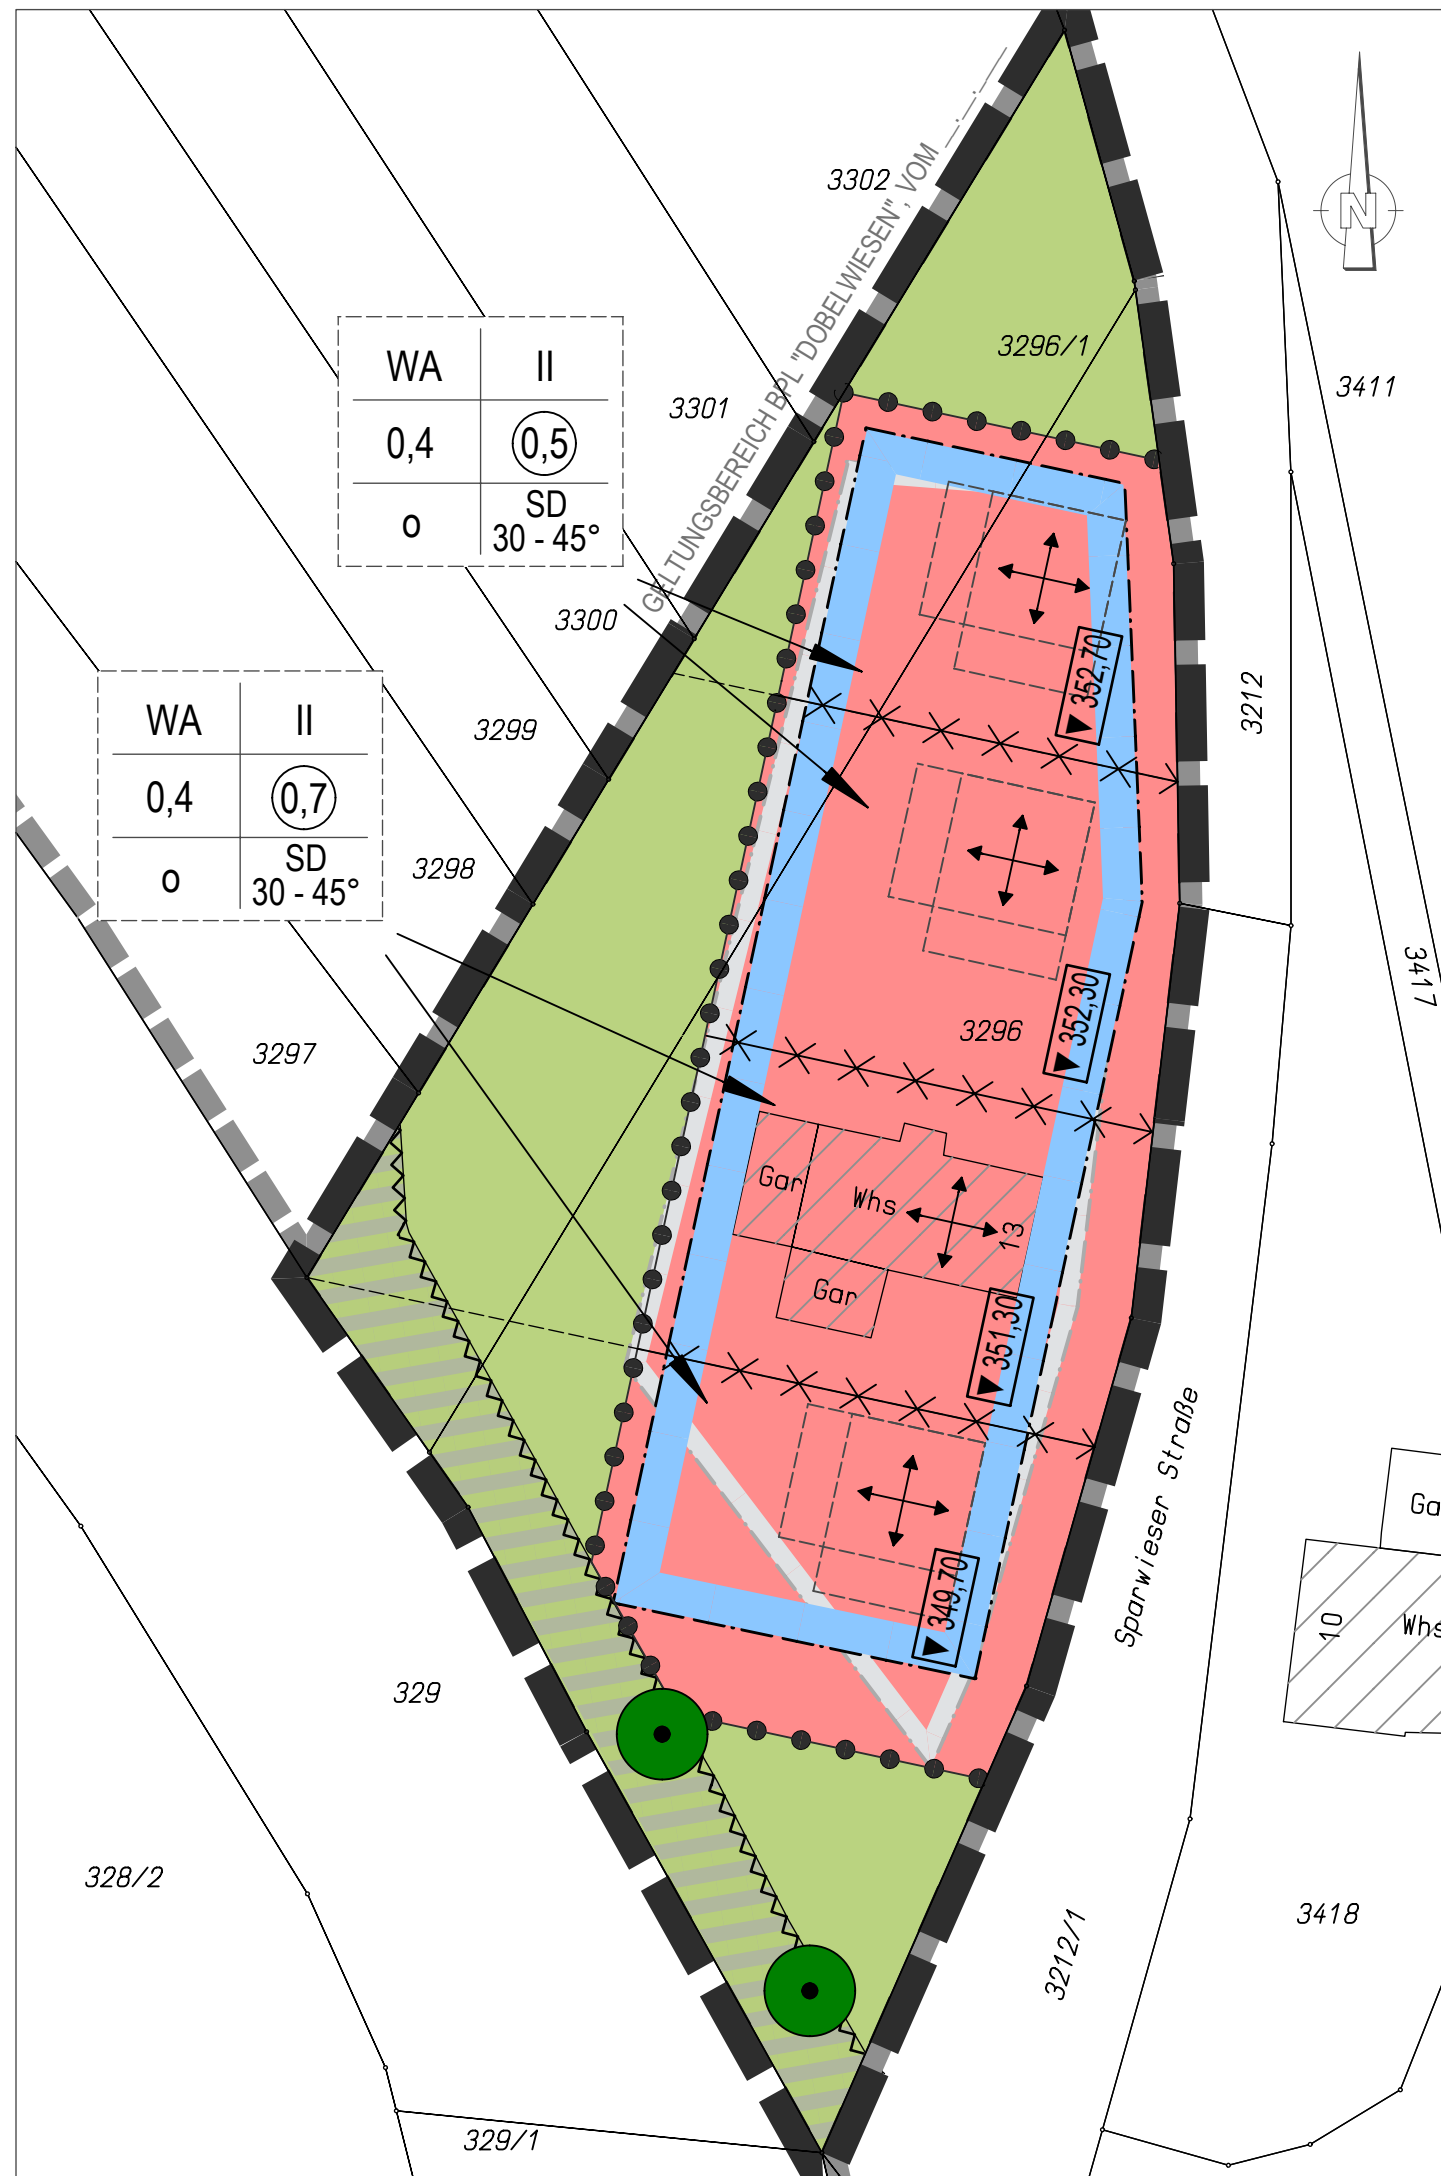 3302
GELTUNGSBEREICH BPL "DOBELWIESEN", VOM __.__.____
N
3296/1
3411
WA II
0,4 0,5
o SD
30 - 45°
3301
3300
352,70
3212
WA II
0,4 0,7
o SD
30 - 45°
3299
3298
3417
352,30
3296
3297
Gar
Whs
13
Gar
351,30
Sparwieser Straße
349,70
Ga
10
Whs
329
328/2
3418
3212/1
329/1